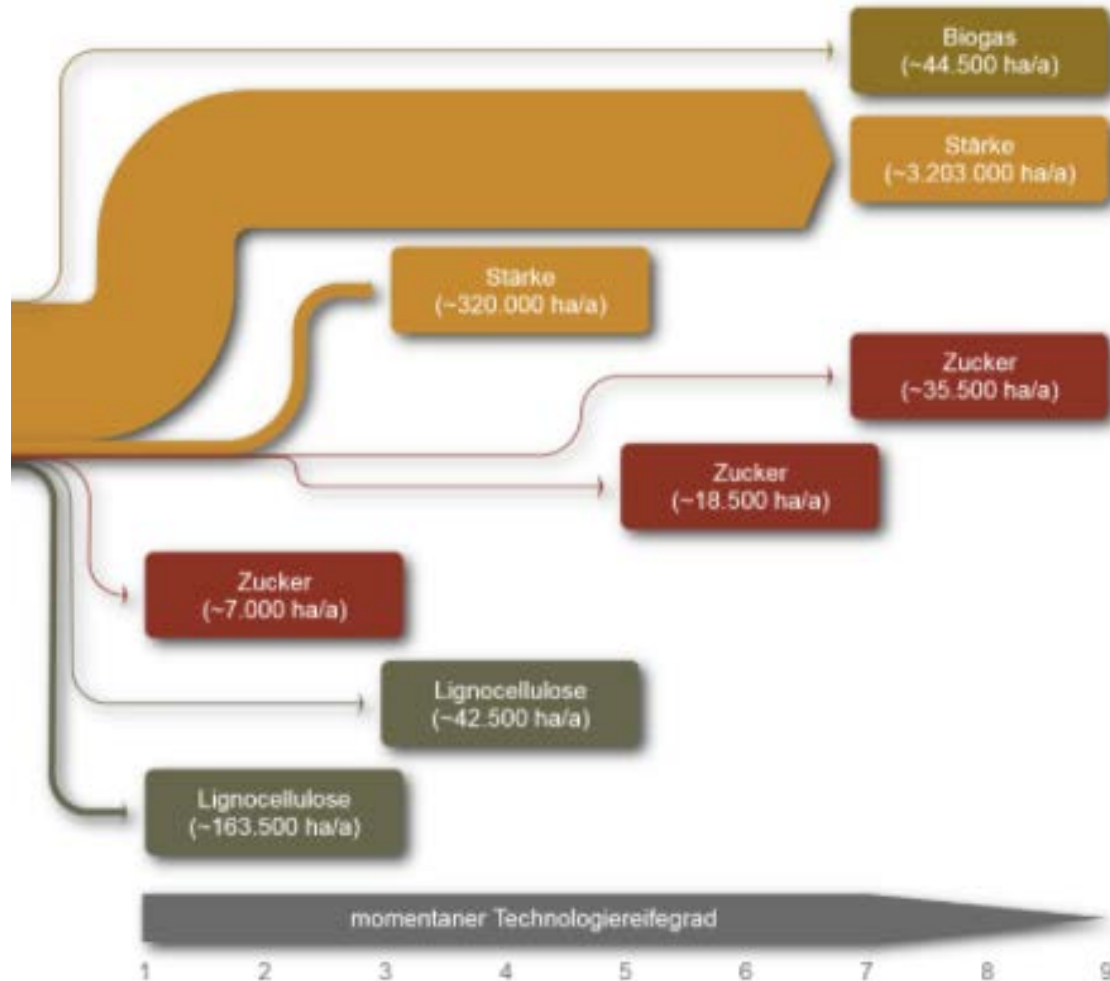 Biogas
(~44.500 ha/a)
Stärke
(~3.203.000 ha/a)
Stärke
(~320.000 ha/a)
Zucker
(~35.500 ha/a)
Zucker
(~18.500 ha/a)
Zucker
(~7.000 ha/a)
Lignocellulose
(~42.500 ha/a)
Lignocellulose
(~163.500 ha/a)
momentaner Technologiereifegrad
1 2 3 4 5 6 7 8 9